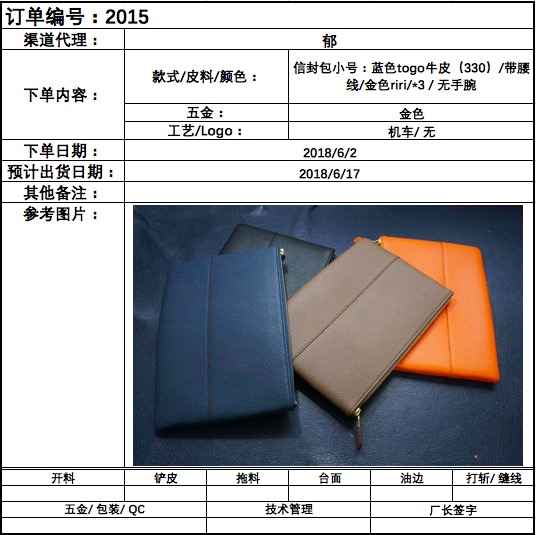 订单编号：2015
渠道代理：
郁
下单内容：
款式/皮料/颜色：
信封包小号：蓝色togo牛皮（330）/带腰
线/金色riri/*3 / 无手腕
五金：
金色
工艺/Logo：
机车/ 无
下单日期：
2018/6/2
预计出货日期：
2018/6/17
其他备注：
参考图片：
开料
铲皮
拖料
台面
油边
打斩/ 缝线
五金/ 包装/ QC
技术管理
厂长签字